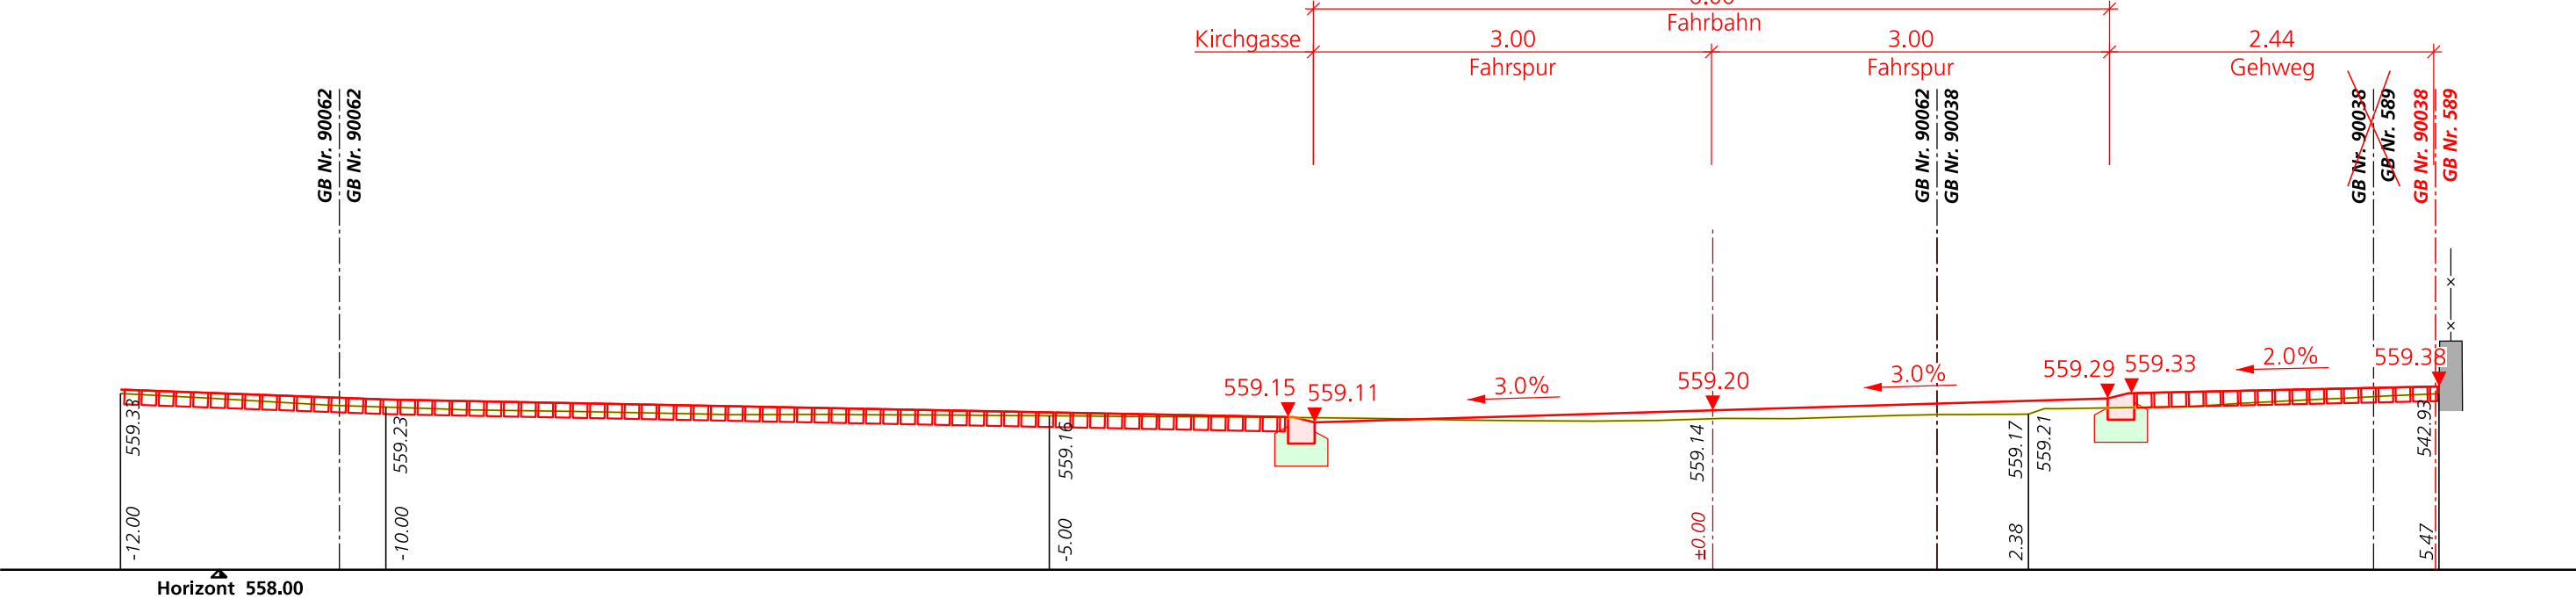 Fahrbahn
Kirchgasse
3.00
3.00
2.44
Fahrspur
Fahrspur
Gehweg
GB Nr. 90062
GB Nr. 90062
GB Nr. 90062
GB Nr. 90038
GB Nr. 90038
GB Nr. 589
GB Nr. 90038
GB Nr. 589
559.15
559.11
3.0%
559.20
3.0%
559.29
559.33
2.0%
559.38
559.33
559.23
559.16
559.14
559.17
559.21
542.93
-12.00
-10.00
-5.00
±0.00
2.38
5.47
Horizont 558.00